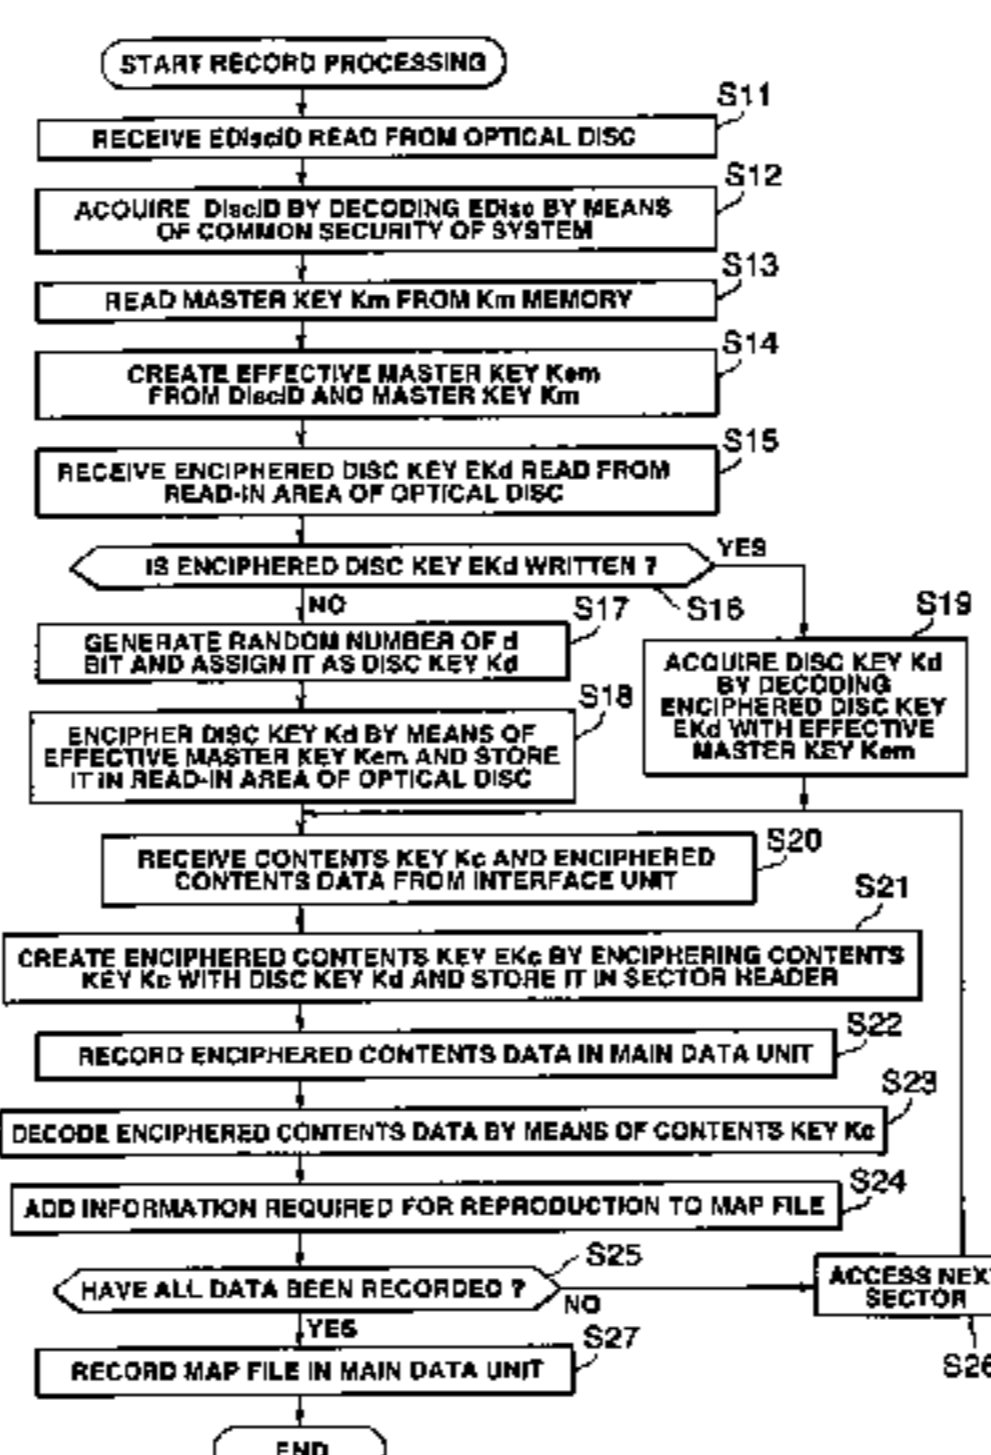 START RECORD PROCESSING
S11
RECEIVE EDiscID READ FROM OPTICAL DISC
S12
ACQUIRE DiscID BY DECODING EDisc BY MEANS
OF COMMON SECURITY OF SYSTEM
S13
READ MASTER KEY Km FROM Km MEMORY
S14
CREATE EFFECTIVE MASTER KEY Kem
FROM DiscID AND MASTER KEY Km
S15
RECEIVE ENCIPHERED DISC KEY EKd READ FROM
READ-IN AREA OF OPTICAL DISC
IS ENCIPHERED DISC KEY EKd WRITTEN ?
YES
S16
NO
S17
GENERATE RANDOM NUMBER OF d
BIT AND ASSIGN IT AS DISC KEY Kd
S18
ENCIPHER DISC KEY Kd BY MEANS OF
EFFECTIVE MASTER KEY Kem AND STORE
IT IN READ-IN AREA OF OPTICAL DISC
S19
ACQUIRE DISC KEY Kd
BY DECODING
ENCIPHERED DISC KEY
EKd WITH EFFECTIVE
MASTER KEY Kem
S20
RECEIVE CONTENTS KEY Kc AND ENCIPHERED
CONTENTS DATA FROM INTERFACE UNIT
S21
CREATE ENCIPHERED CONTENTS KEY EKc BY ENCIPHERING CONTENTS
KEY Kc WITH DISC KEY Kd AND STORE IT IN SECTOR HEADER
S22
RECORD ENCIPHERED CONTENTS DATA IN MAIN DATA UNIT
S23
DECODE ENCIPHERED CONTENTS DATA BY MEANS OF CONTENTS KEY Kc
S24
ADD INFORMATION REQUIRED FOR REPRODUCTION TO MAP FILE
S25
HAVE ALL DATA BEEN RECORDED ?
NO
ACCESS NEXT
SECTOR
S26
YES
S27
RECORD MAP FILE IN MAIN DATA UNIT
END